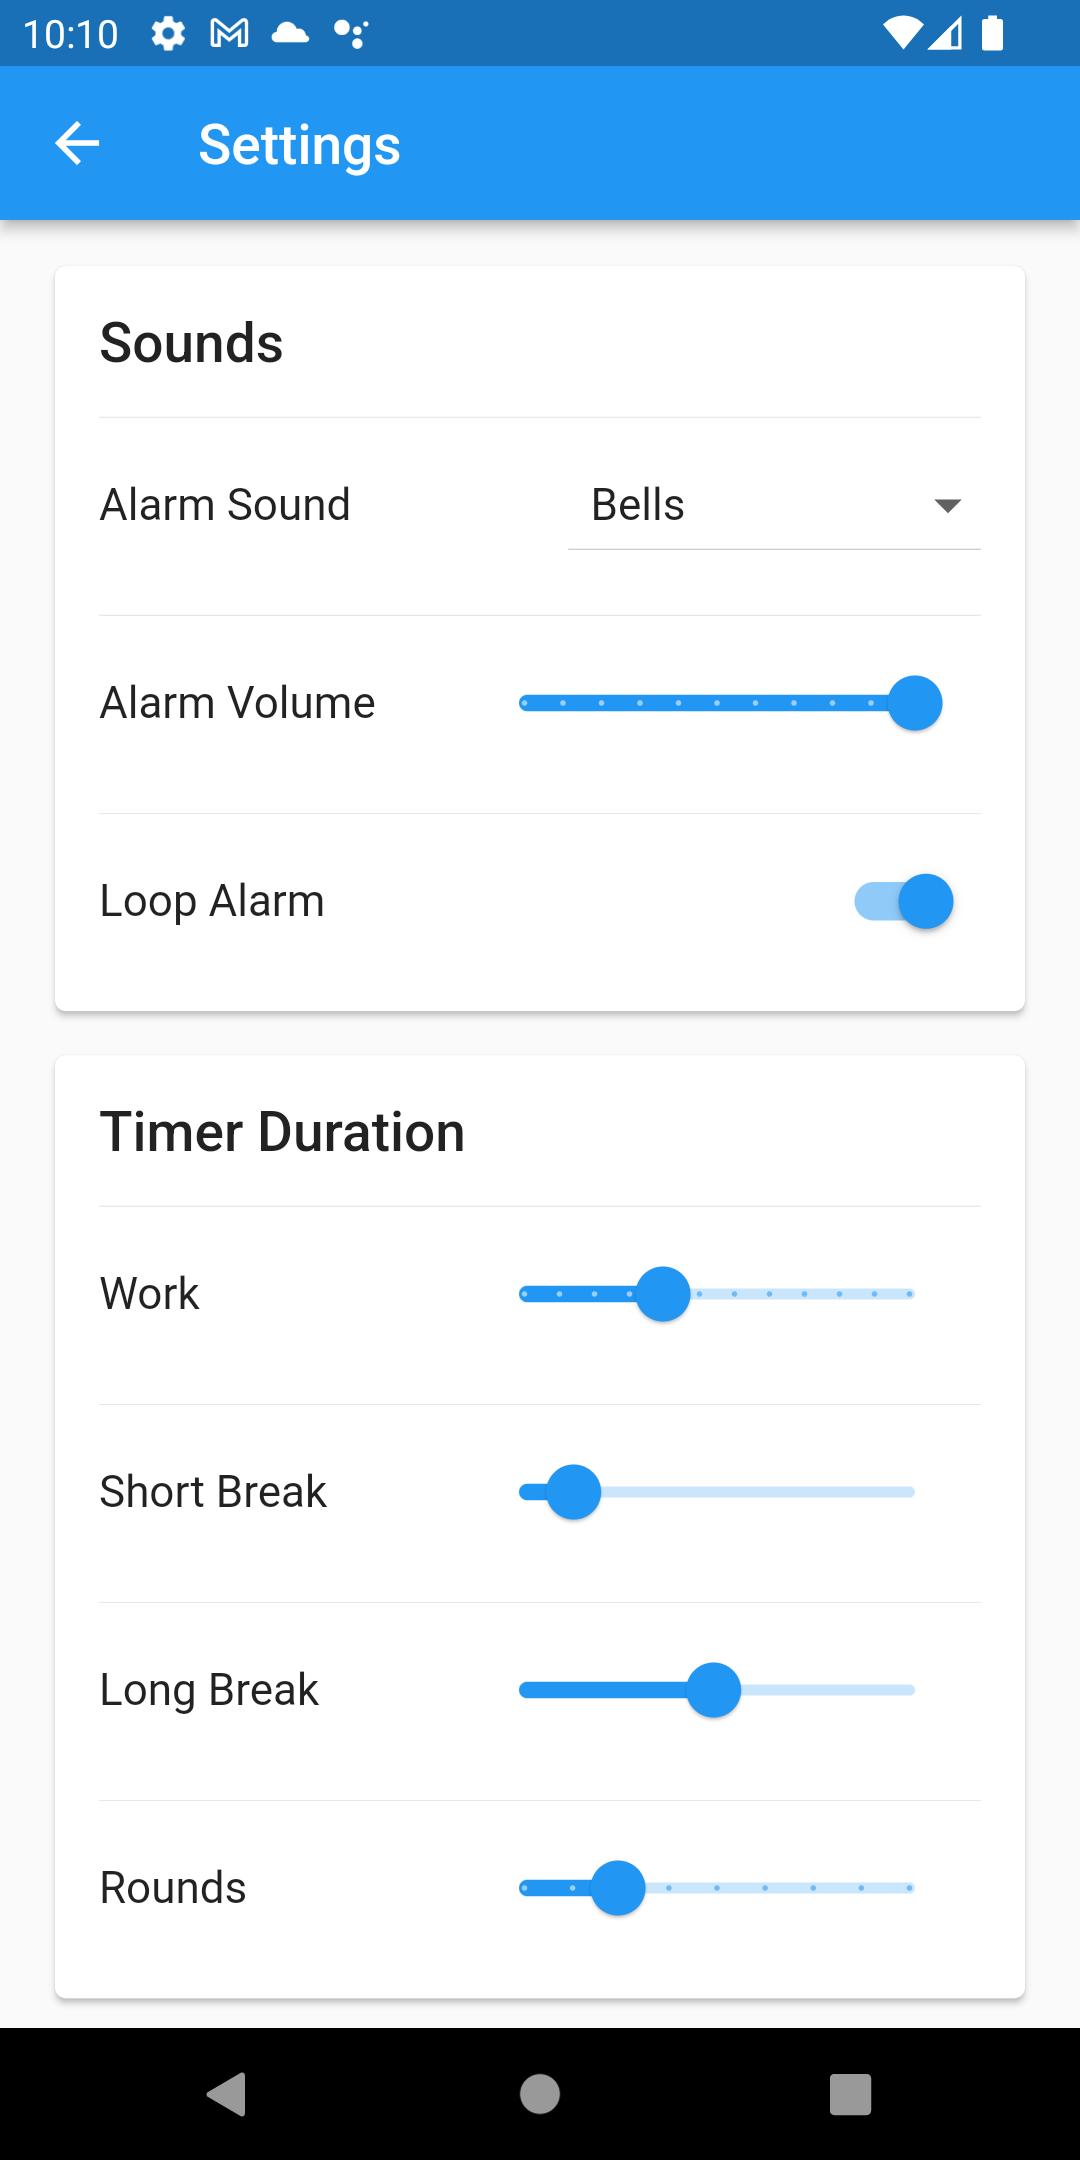 10:10
Settings
Sounds
Alarm Sound
Bells
Alarm Volume
Loop Alarm
Timer Duration
Work
Short Break
Long Break
Rounds